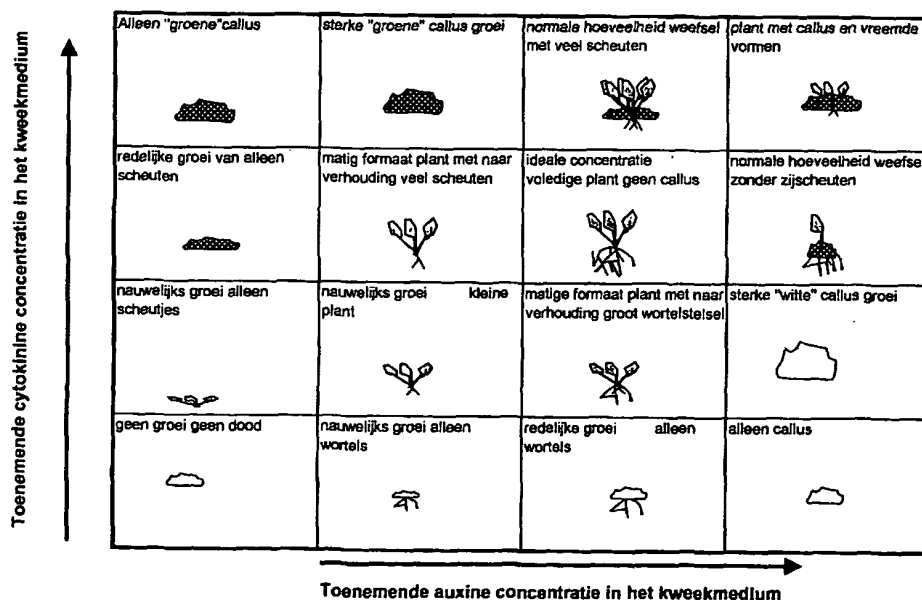 Alleen "groene"callus
sterke "groene" callus groei
normale hoeveelheid weefsel
met veel scheuten
plant met callus en vreemde
vormen
redelijke groei van alleen
scheuten
matig formaat plant met naar
verhouding veel scheuten
ideale concentratie
volledige plant geen callus
normale hoeveelheid weefse
zonder zijscheuten
nauwelijks groei alleen
scheutjes
nauwelijks groei kleine
plant
matige formaat plant met naar
verhouding groot wortelstelsel
sterke "witte" callus groei
geen groei geen dood
nauwelijks groei alleen
wortels
redelijke groei alleen
wortels
alleen callus
Toenemende cytokinine concentratie in het kweekmedium
Toenemende auxine concentratie in het kweekmedium